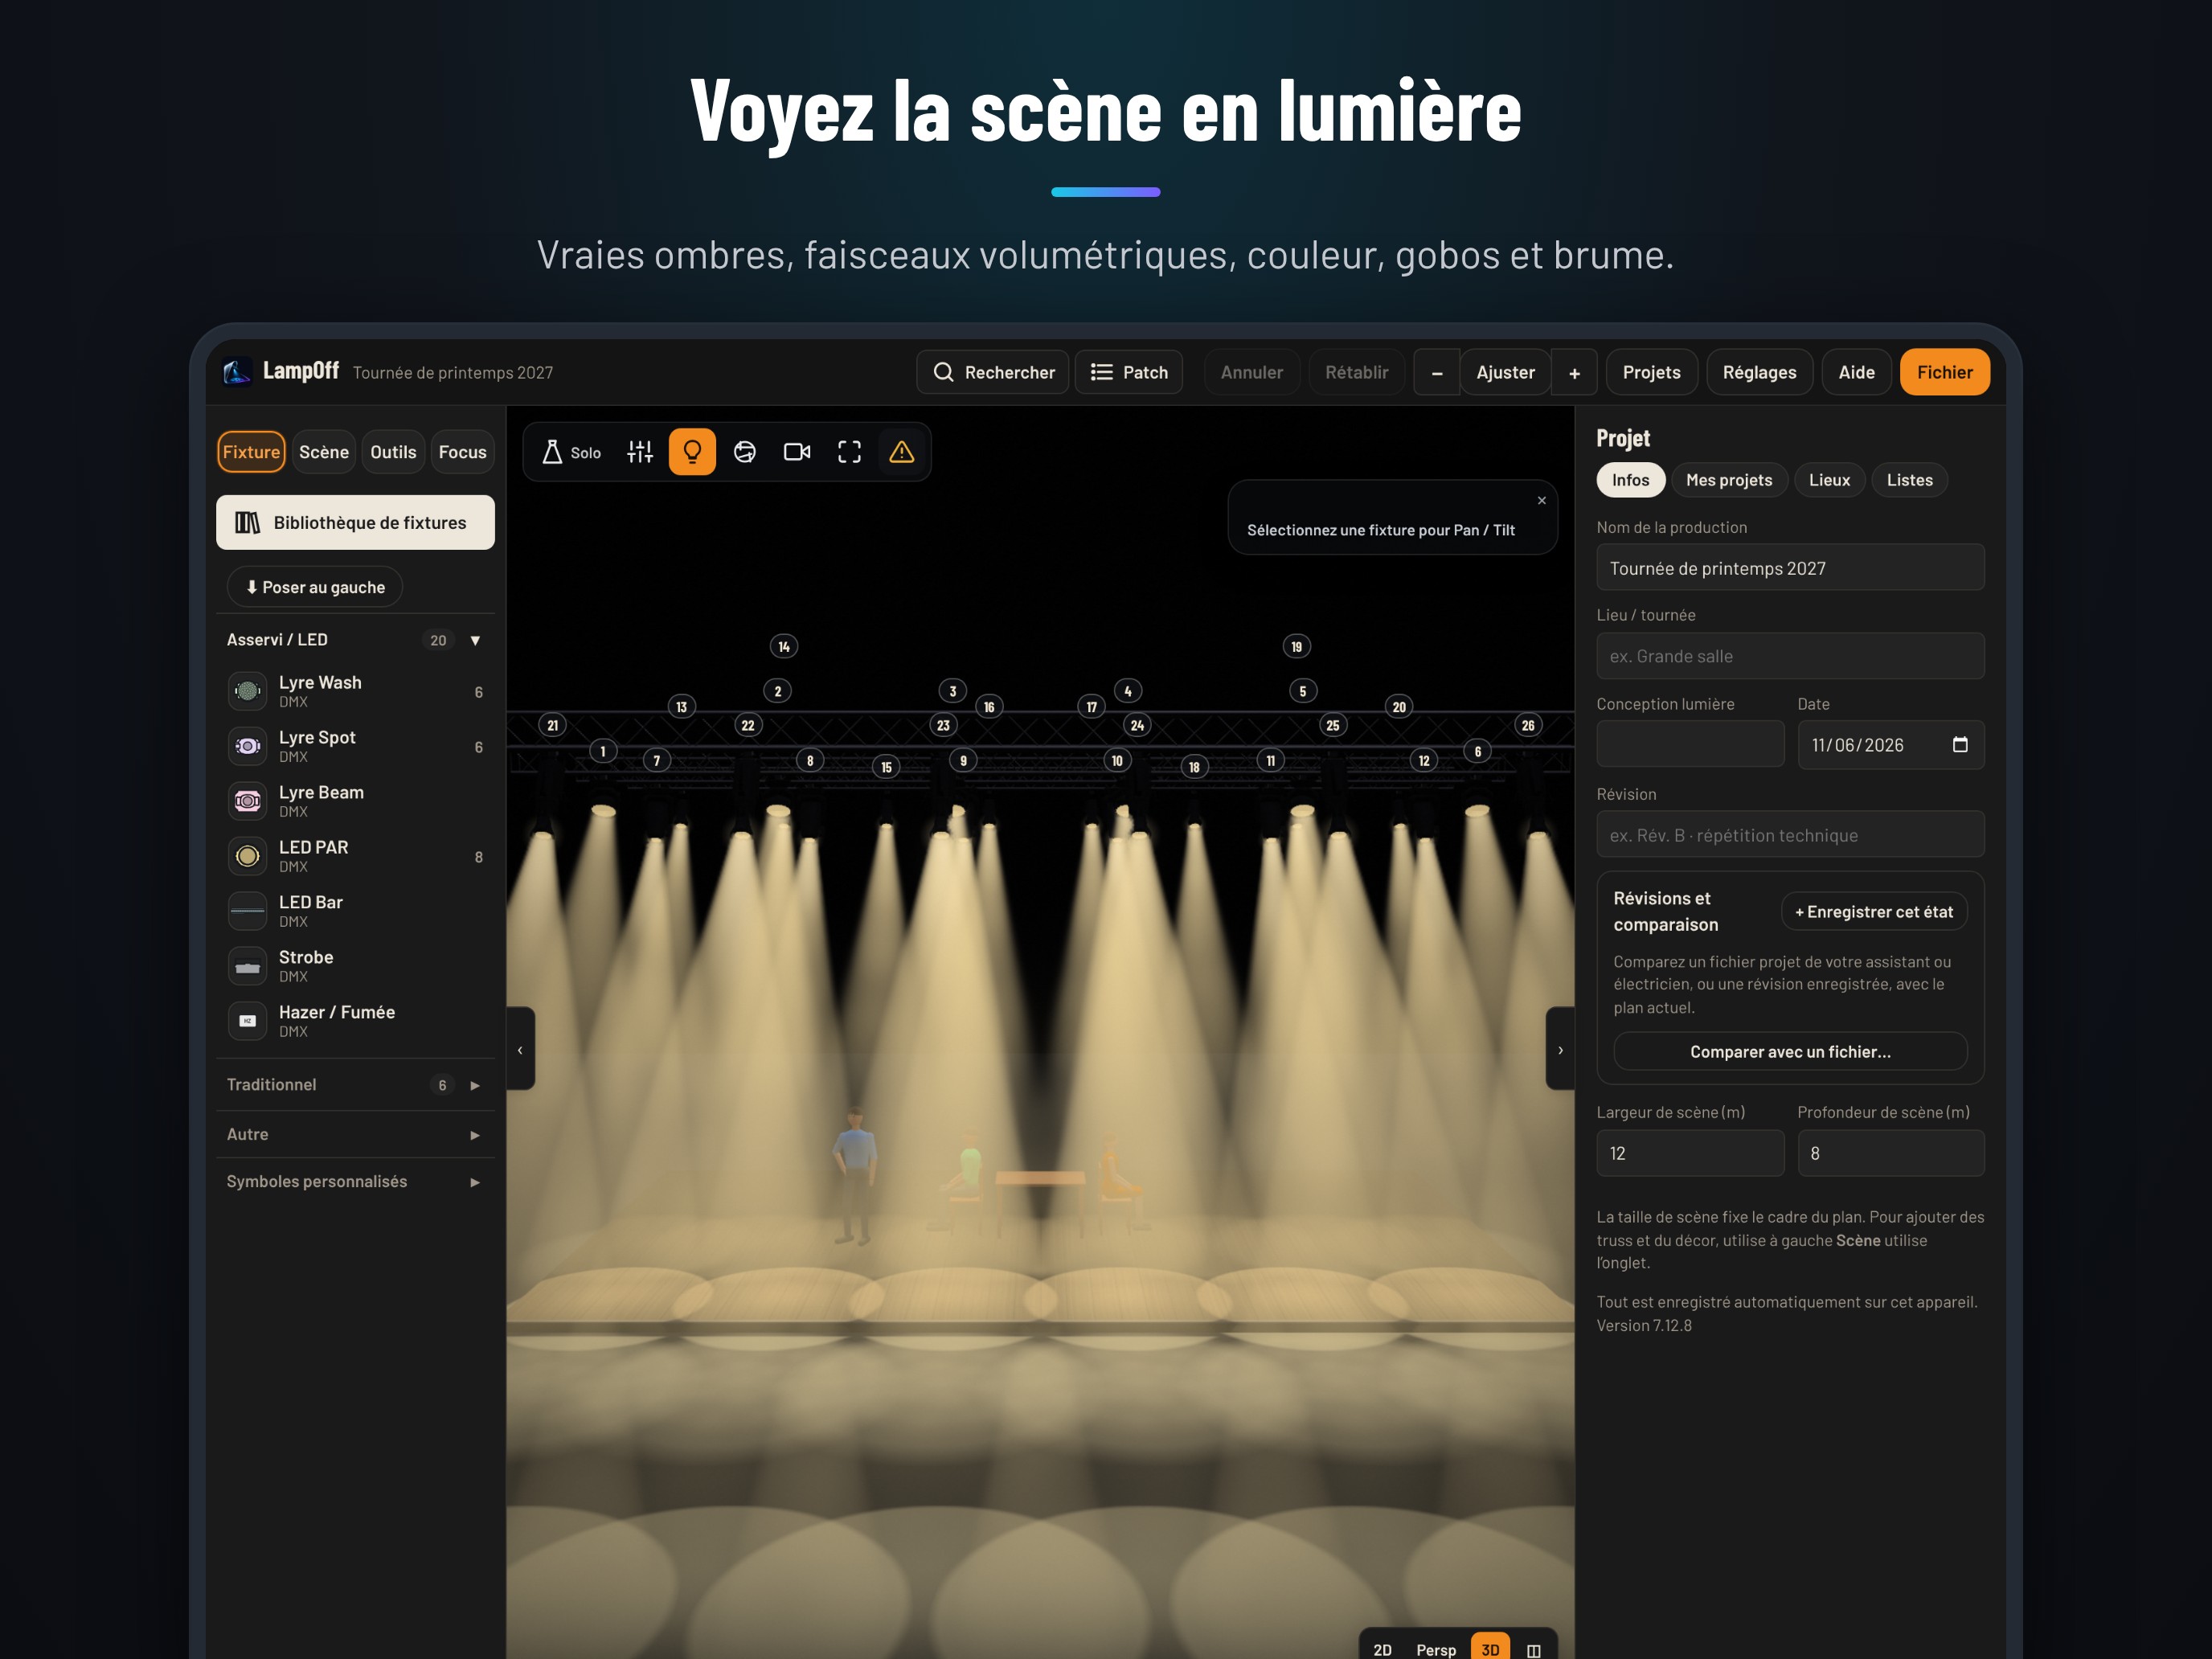 Voyez la scène en lumière
Vraies ombres, faisceaux volumétriques, couleur, gobos et brume.
LampOff Tournée de printemps 2027
Rechercher Patch Annuler Rétablir − Ajuster + Projets Réglages Aide Fichier
Fixture Scène Outils Focus
Bibliothèque de fixtures
⬇ Poser au gauche
Asservi / LED 20 ▼
Lyre Wash 6
DMX
Lyre Spot 6
DMX
Lyre Beam
DMX
LED PAR 8
DMX
LED Bar
DMX
Strobe
DMX
HZ
Hazer / Fumée
DMX
Traditionnel 6 ▶
Autre ▶
Symboles personnalisés ▶
Solo
×
Sélectionnez une fixture pour Pan / Tilt
14 19
2 3 4 5
13 16 17 20
21 22 23 24 25 26
1 6
7 8 9 10 11 12
15 18
‹ ›
2D Persp 3D
Projet
Infos Mes projets Lieux Listes
Nom de la production
Tournée de printemps 2027
Lieu / tournée
ex. Grande salle
Conception lumière Date
11/06/2026
Révision
ex. Rév. B · répétition technique
Révisions et
comparaison
+ Enregistrer cet état
Comparez un fichier projet de votre assistant ou
électricien, ou une révision enregistrée, avec le
plan actuel.
Comparer avec un fichier…
Largeur de scène (m) Profondeur de scène (m)
12 8
La taille de scène fixe le cadre du plan. Pour ajouter des
truss et du décor, utilise à gauche Scène utilise
l'onglet.
Tout est enregistré automatiquement sur cet appareil.
Version 7.12.8